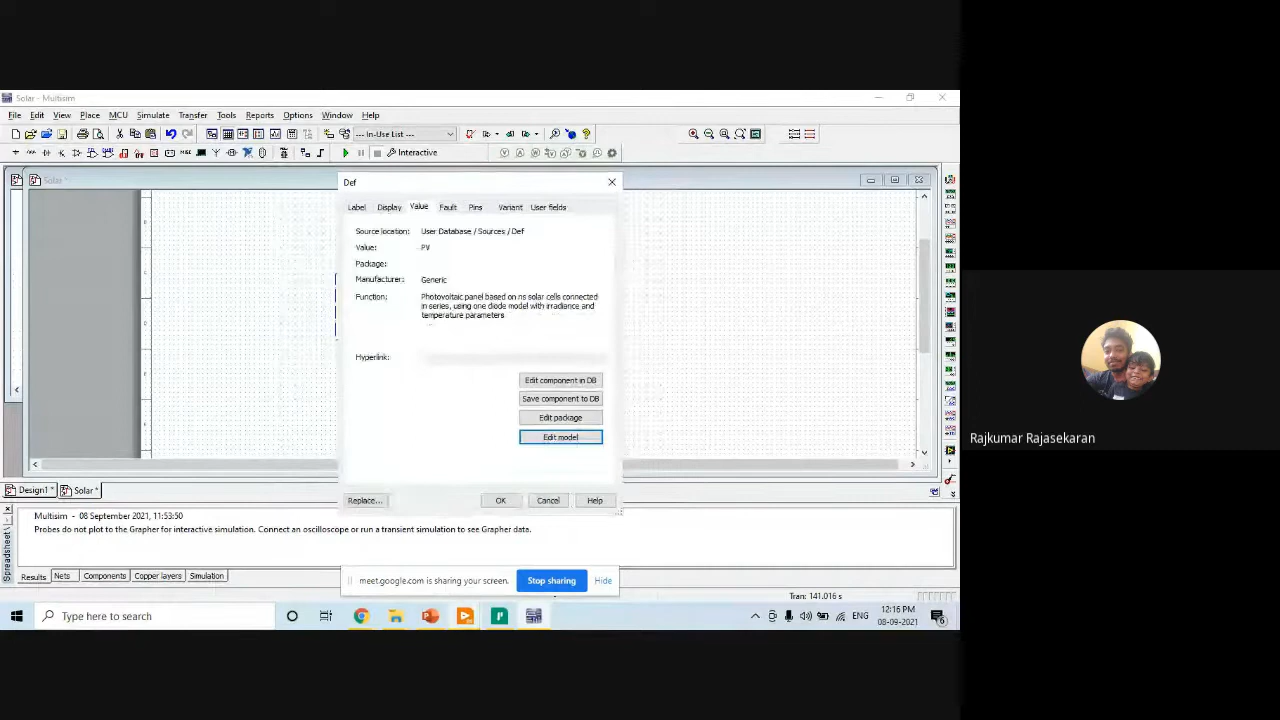 Solar - Multisim
File Edit View Place MCU Simulate Transfer Tools Reports Options Window Help
--- In-Use List ---
Interactive
Solar *
Def
Label Display Value Fault Pins Variant User fields
Source location: User Database / Sources / Def
Value: PV
Package:
Manufacturer: Generic
Function: Photovoltaic panel based on ns solar cells connected
in series, using one diode model with irradiance and
temperature parameters
Hyperlink:
Edit component in DB
Save component to DB
Edit package
Edit model
Replace... OK Cancel Help
Rajkumar Rajasekaran
Design1 * Solar *
Multisim - 08 September 2021, 11:53:50
Probes do not plot to the Grapher for interactive simulation. Connect an oscilloscope or run a transient simulation to see Grapher data.
Spreadsheet
Results Nets Components Copper layers Simulation
meet.google.com is sharing your screen. Stop sharing Hide
Tran: 141.016 s
Type here to search
ENG
12:16 PM
08-09-2021
6